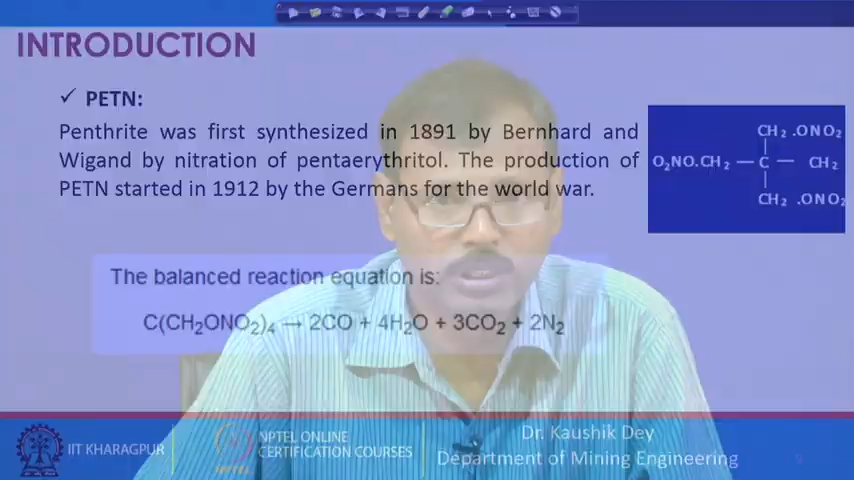 INTRODUCTION
✓ PETN:
Penthrite was first synthesized in 1891 by Bernhard and
Wigand by nitration of pentaerythritol. The production of
PETN started in 1912 by the Germans for the world war.
CH₂ .ONO₂
O₂NO.CH₂ — C — CH₂
CH₂ .ONO₂
The balanced reaction equation is:
C(CH₂ONO₂)₄ → 2CO + 4H₂O + 3CO₂ + 2N₂
IIT KHARAGPUR
NPTEL ONLINE
CERTIFICATION COURSES
Dr. Kaushik Dey
Department of Mining Engineering